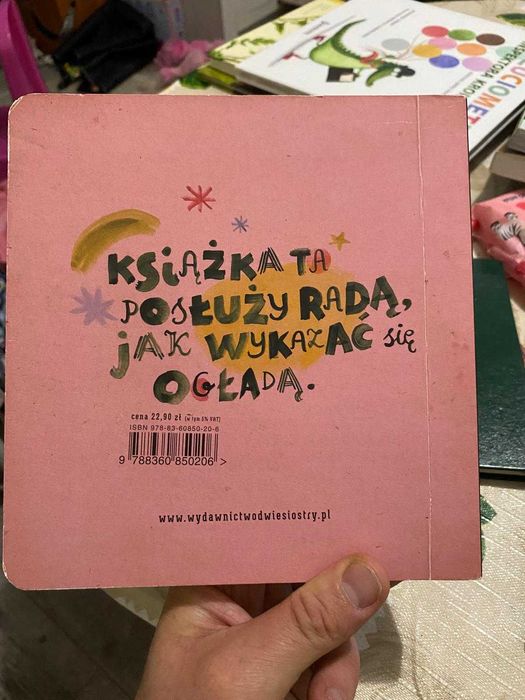 KSIĄŻKA TA
POSŁUŻY RADĄ,
JAK WYKAZAĆ SIĘ
OGŁADĄ.
cena 22,90 zł (w tym 5% VAT)
ISBN 978-83-60850-20-6
9 788360 850206 >
www.wydawnictwodwiesiostry.pl